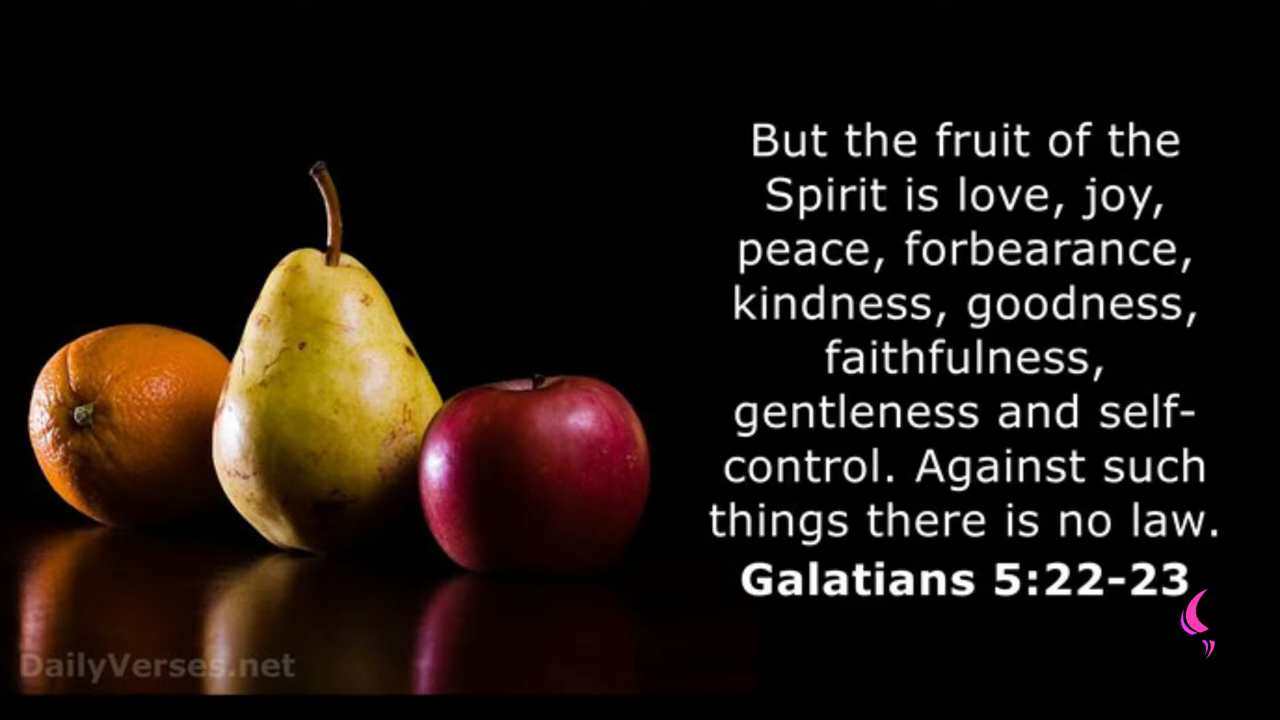 But the fruit of the
Spirit is love, joy,
peace, forbearance,
kindness, goodness,
faithfulness,
gentleness and self-
control. Against such
things there is no law.
Galatians 5:22-23
DailyVerses.net